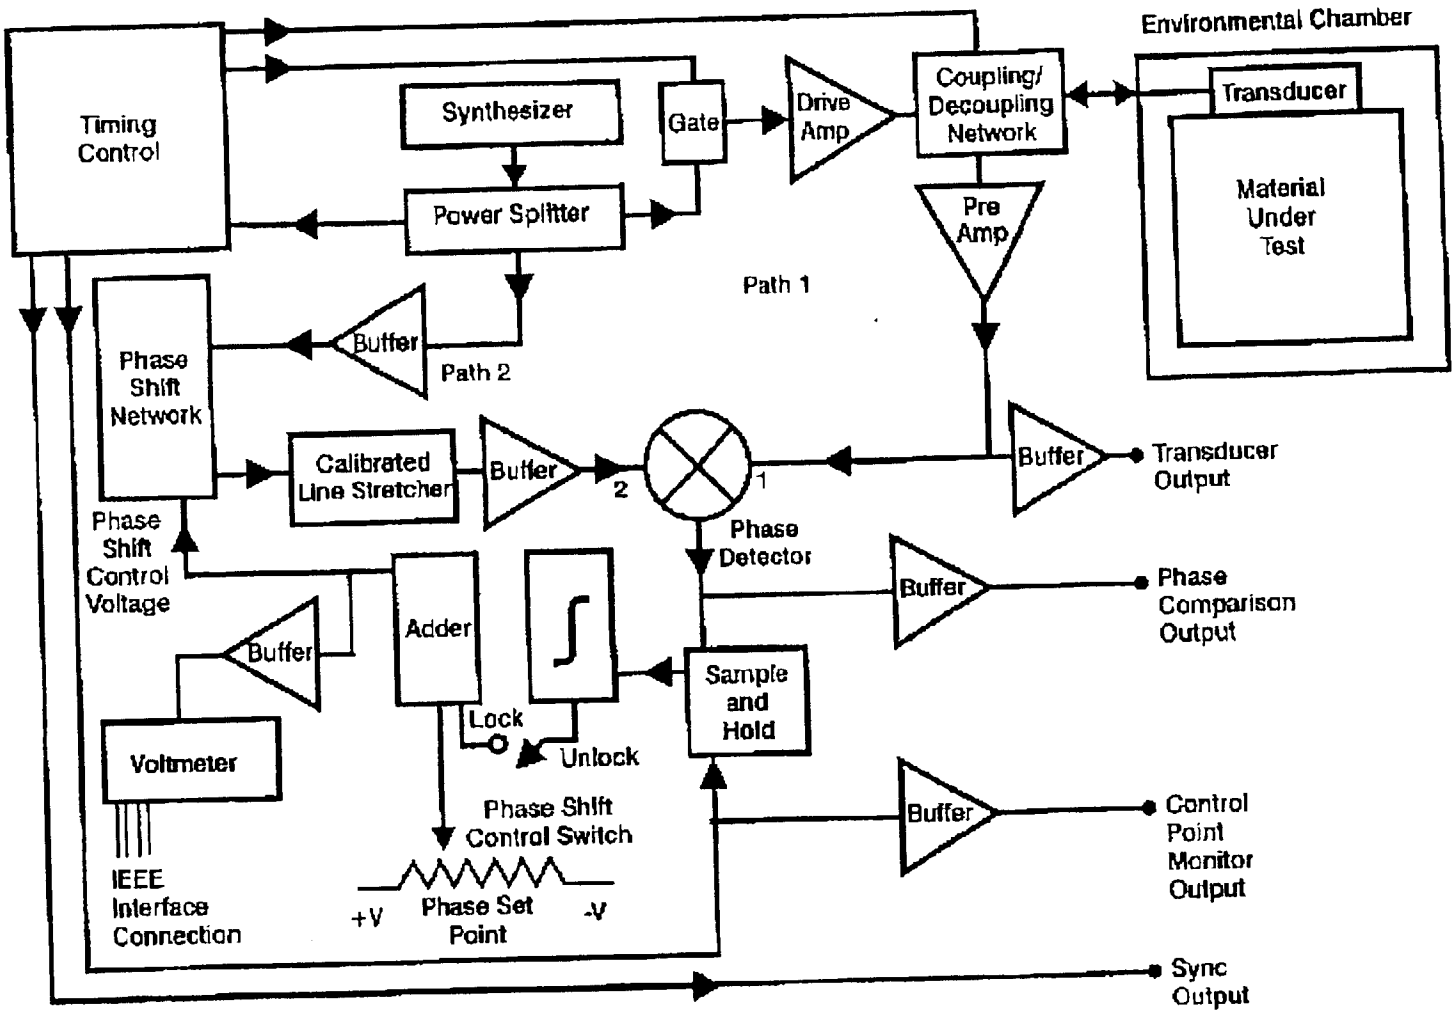 Environmental Chamber
Timing
Control
Synthesizer
Gate
Drive
Amp
Coupling/
Decoupling
Network
Transducer
Power Splitter
Pre
Amp
Material
Under
Test
Path 1
Buffer
Path 2
Phase
Shift
Network
Calibrated
Line Stretcher
Buffer
2
1
Buffer
Transducer
Output
Phase
Detector
Phase
Shift
Control
Voltage
Buffer
Phase
Comparison
Output
Adder
Buffer
Sample
and
Hold
Lock
Unlock
Voltmeter
Phase Shift
Control Switch
Buffer
Control
Point
Monitor
Output
IEEE
Interface
Connection
+V
Phase Set
Point
-V
Sync
Output